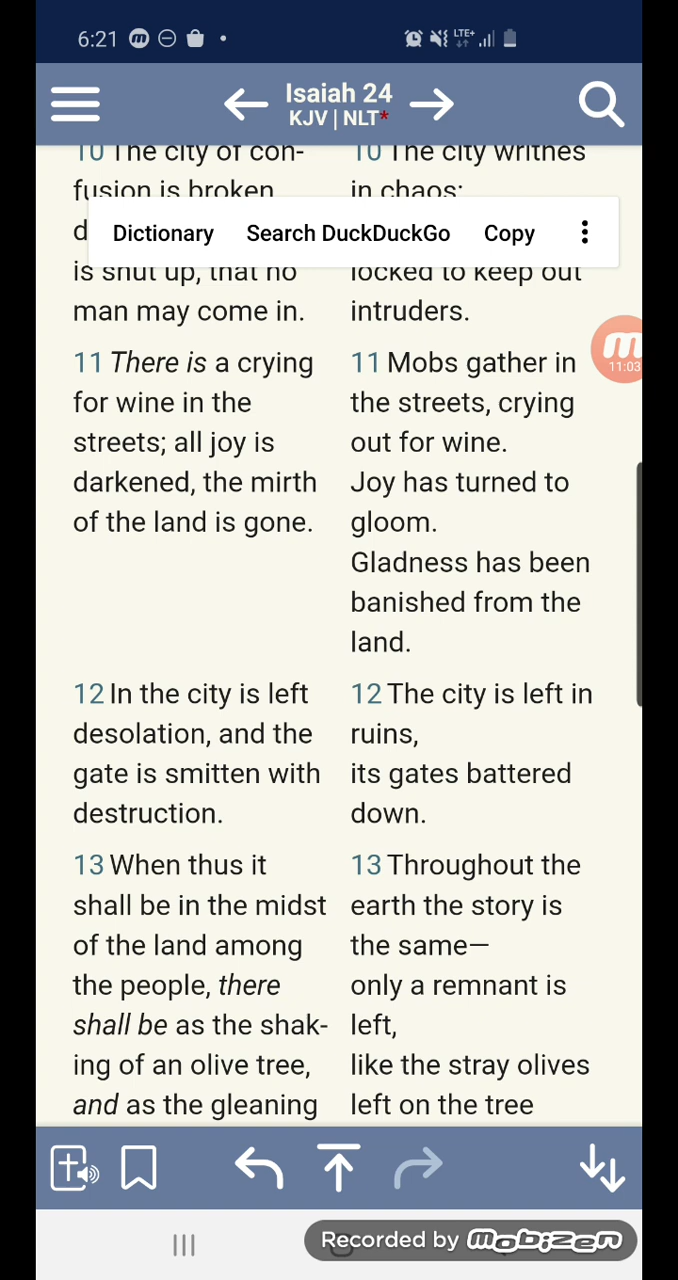 6:21
LTE+
Isaiah 24
KJV | NLT*
10 The city of con-
fusion is broken
d
is shut up, that no
man may come in.
11 There is a crying
for wine in the
streets; all joy is
darkened, the mirth
of the land is gone.
12 In the city is left
desolation, and the
gate is smitten with
destruction.
13 When thus it
shall be in the midst
of the land among
the people, there
shall be as the shak-
ing of an olive tree,
and as the gleaning
10 The city writhes
in chaos;
locked to keep out
intruders.
11 Mobs gather in
the streets, crying
out for wine.
Joy has turned to
gloom.
Gladness has been
banished from the
land.
12 The city is left in
ruins,
its gates battered
down.
13 Throughout the
earth the story is
the same—
only a remnant is
left,
like the stray olives
left on the tree
Dictionary Search DuckDuckGo Copy
m
11:03
Recorded by mobizen